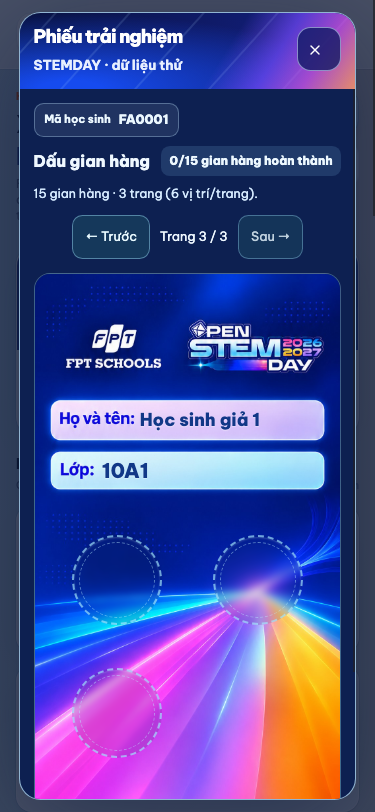 Phiếu trải nghiệm
STEMDAY · dữ liệu thử
×
Mã học sinh FA0001
Dấu gian hàng 0/15 gian hàng hoàn thành
15 gian hàng · 3 trang (6 vị trí/trang).
← Trước Trang 3 / 3 Sau →
FPT
FPT SCHOOLS
OPEN
STEM 2026
2027
DAY
Họ và tên: Học sinh giả 1
Lớp: 10A1